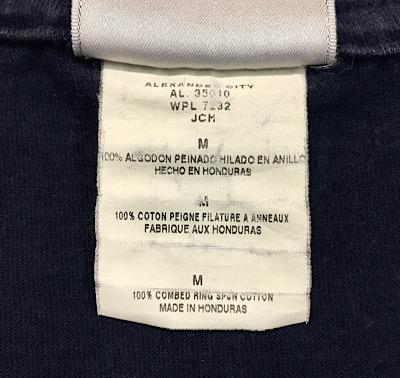 ALEXANDER CITY
AL. 35010
WPL 7232
JCM
M
100% ALGODON PEINADO HILADO EN ANILLO
HECHO EN HONDURAS
M
100% COTON PEIGNE FILATURE A ANNEAUX
FABRIQUE AUX HONDURAS
M
100% COMBED RING SPUN COTTON
MADE IN HONDURAS